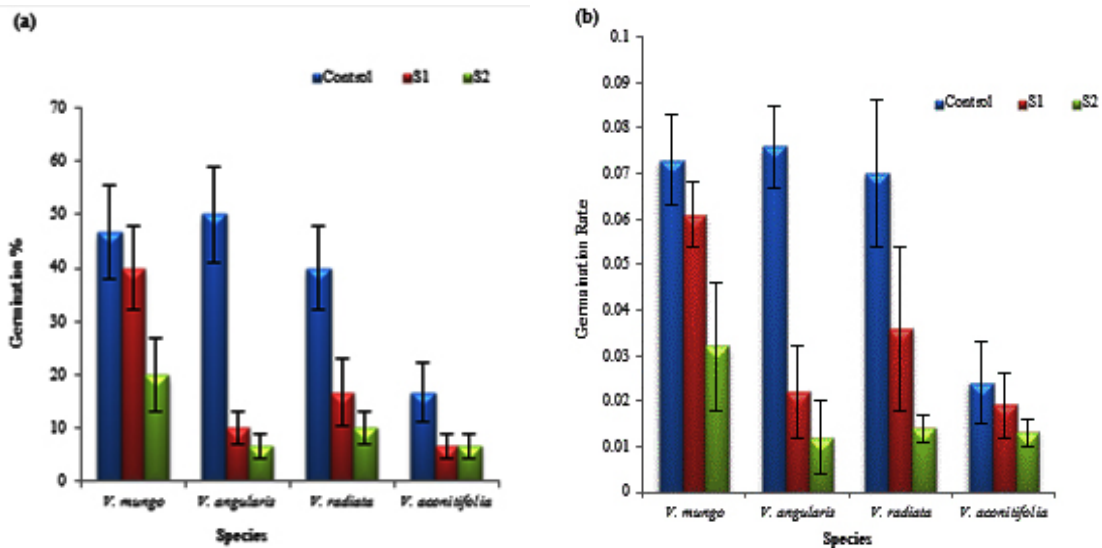 (a)
Control S1 S2
70
60
50
40
30
20
10
0
Germination %
V. mungo V. angularis V. radiata V. aconitifolia
Species
(b)
0.1
0.09
0.08
0.07
0.06
0.05
0.04
0.03
0.02
0.01
0
Germination Rate
Control S1 S2
V. mungo V. angularis V. radiata V. aconitifolia
Species